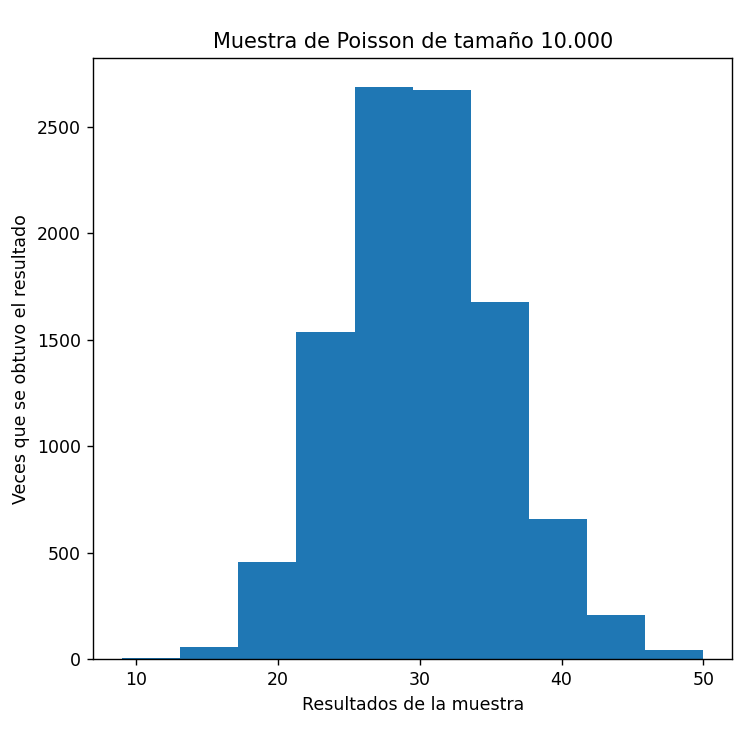 Muestra de Poisson de tamaño 10.000
Veces que se obtuvo el resultado
2500
2000
1500
1000
500
0
10 20 30 40 50
Resultados de la muestra